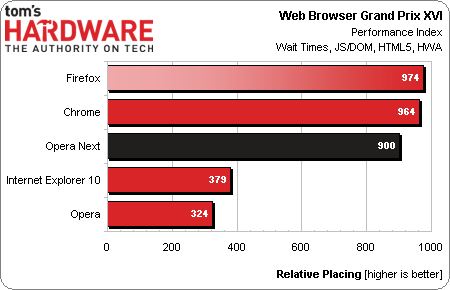 tom's
HARDWARE
THE AUTHORITY ON TECH
Web Browser Grand Prix XVI
Performance Index
Wait Times, JS/DOM, HTML5, HWA
Firefox 974
Chrome 964
Opera Next 900
Internet Explorer 10 379
Opera 324
0 200 400 600 800 1000
Relative Placing [higher is better]